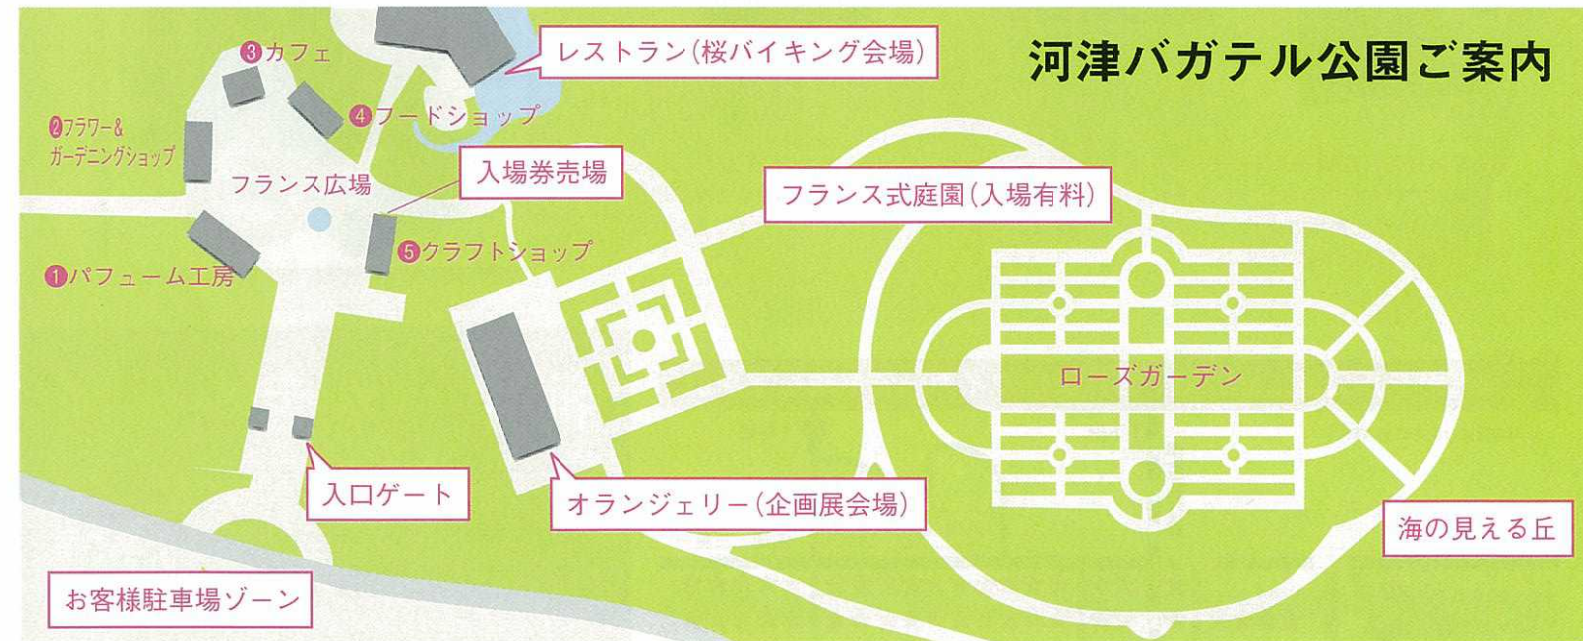 河津バガテル公園ご案内
レストラン(桜バイキング会場)
❸カフェ
❹フードショップ
❷フラワー&
ガーデニングショップ
入場券売場
フランス広場
フランス式庭園(入場有料)
❺クラフトショップ
❶パフューム工房
ローズガーデン
入口ゲート
オランジェリー(企画展会場)
海の見える丘
お客様駐車場ゾーン